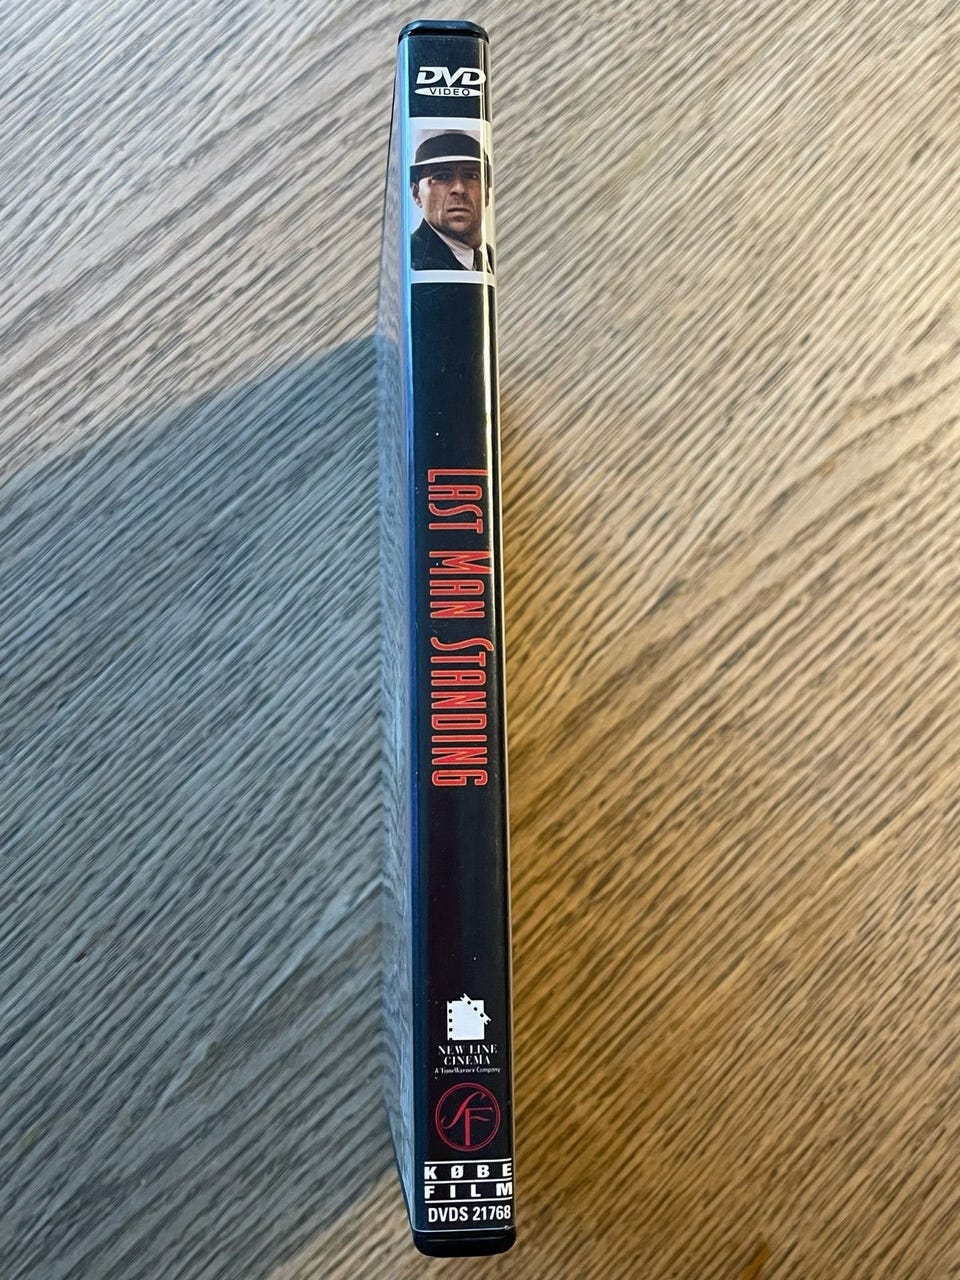 DVD
VIDEO
LAST MAN STANDING
NEW LINE
CINEMA
A TimeWarner Company
SF
KØBE
FILM
DVDS 21768